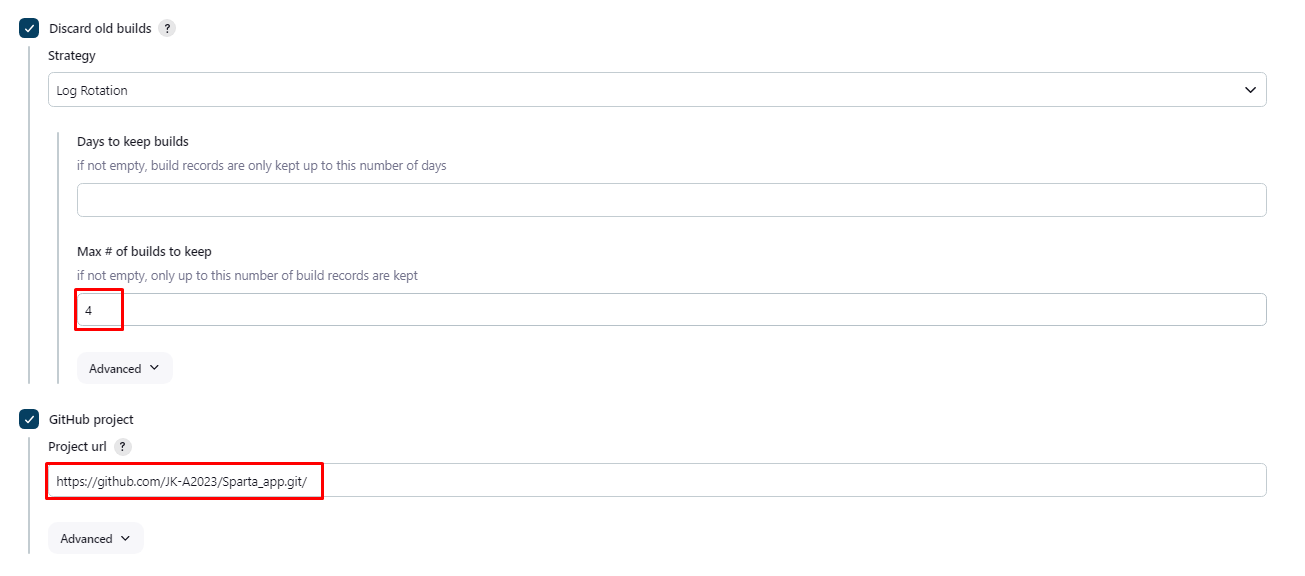 Discard old builds ?
Strategy
Log Rotation
Days to keep builds
if not empty, build records are only kept up to this number of days
Max # of builds to keep
if not empty, only up to this number of build records are kept
4
Advanced
GitHub project
Project url ?
https://github.com/JK-A2023/Sparta_app.git/
Advanced